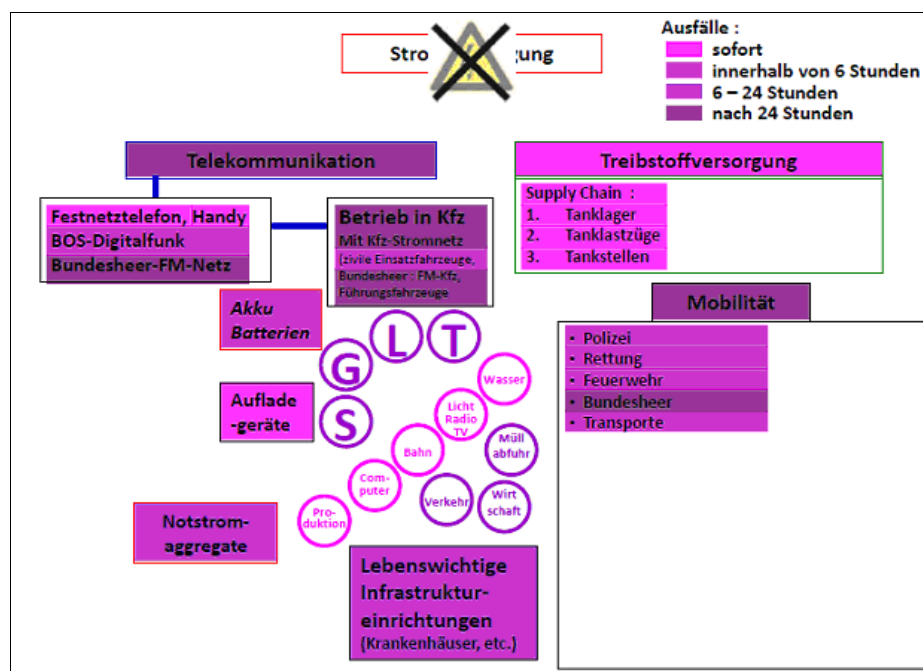 Stro gung
Ausfälle :
sofort
innerhalb von 6 Stunden
6 – 24 Stunden
nach 24 Stunden
Telekommunikation
Festnetztelefon, Handy
BOS-Digitalfunk
Bundesheer-FM-Netz
Betrieb in Kfz
Mit Kfz-Stromnetz
(zivile Einsatzfahrzeuge,
Bundesheer : FM-Kfz,
Führungsfahrzeuge
Treibstoffversorgung
Supply Chain :
1. Tanklager
2. Tanklastzüge
3. Tankstellen
Mobilität
• Polizei
• Rettung
• Feuerwehr
• Bundesheer
• Transporte
Akku
Batterien
Auflade
-geräte
S
G
L
T
Wasser
Licht
Radio
TV
Bahn
Com-
puter
Pro-
duktion
Müll
abfuhr
Verkehr
Wirt
schaft
Notstrom-
aggregate
Lebenswichtige
Infrastruktur-
einrichtungen
(Krankenhäuser, etc.)